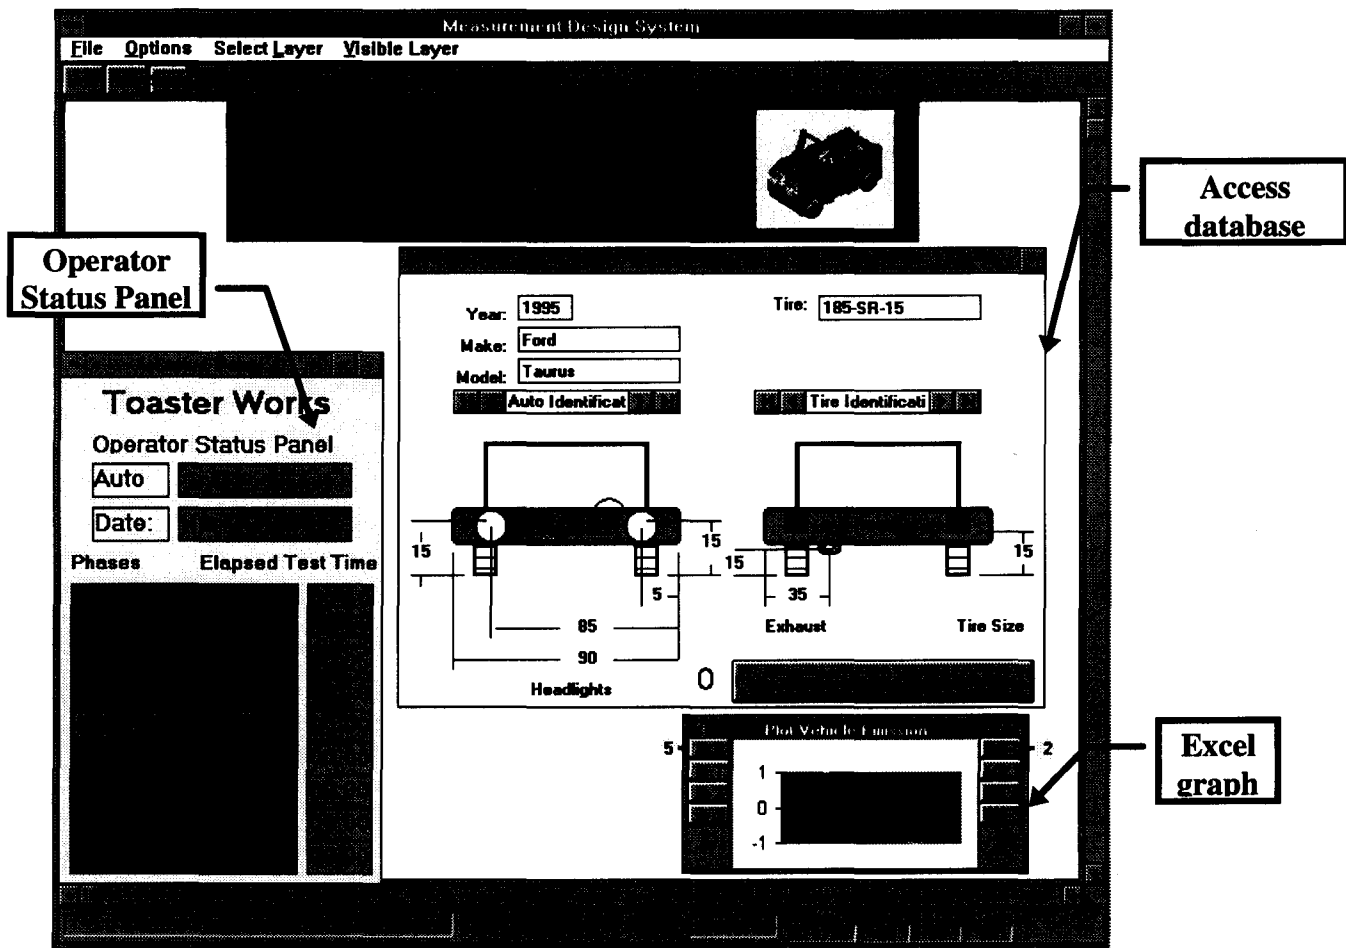 Measurement Design System
File Options Select Layer Visible Layer
Access
database
Operator
Status Panel
Year: 1995
Make: Ford
Model: Taurus
Auto Identificat
Tire: 185-SR-15
Tire Identificati
Toaster Works
Operator Status Panel
Auto
Date:
Phases Elapsed Test Time
15
15
5
85
90
Headlights
15
35
15
Exhaust Tire Size
0
Plot Vehicle Emission
5
2
1
0
-1
Excel
graph